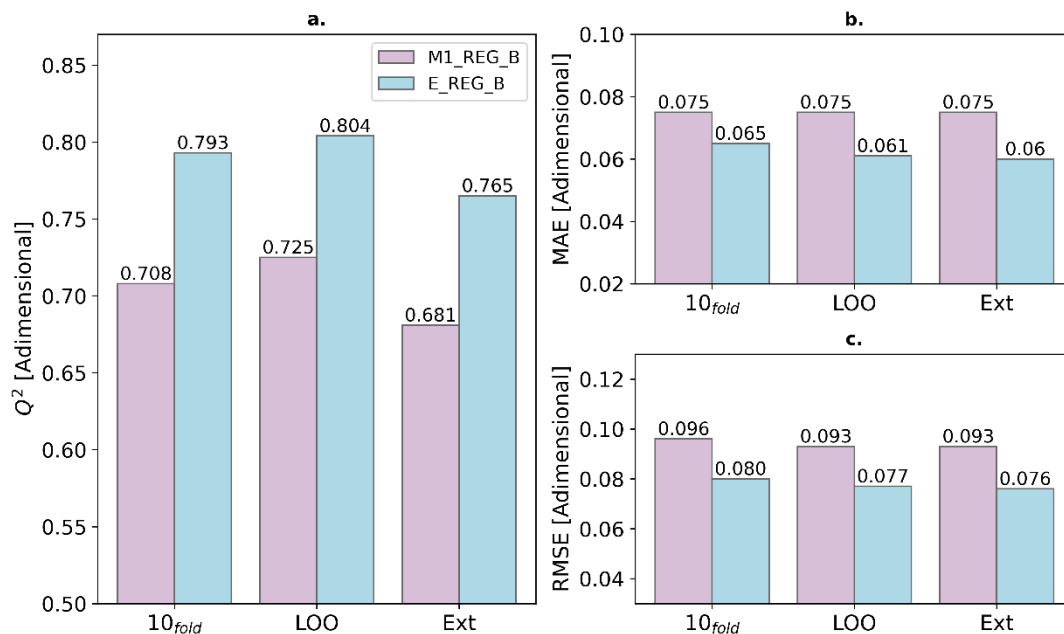 a.
Q² [Adimensional]
0.85
0.80
0.75
0.70
0.65
0.60
0.55
0.50
M1_REG_B
E_REG_B
0.708
0.793
0.725
0.804
0.681
0.765
10fold
LOO
Ext
b.
MAE [Adimensional]
0.10
0.08
0.06
0.04
0.02
0.075
0.065
0.075
0.061
0.075
0.06
10fold
LOO
Ext
c.
RMSE [Adimensional]
0.12
0.10
0.08
0.06
0.04
0.096
0.080
0.093
0.077
0.093
0.076
10fold
LOO
Ext